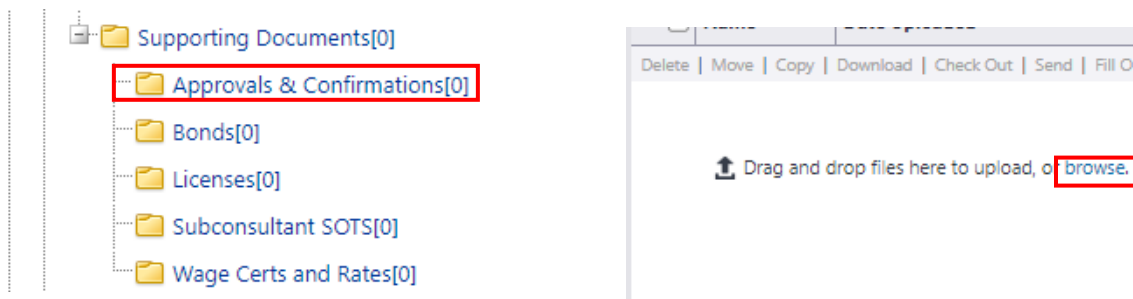 Supporting Documents[0]
Approvals & Confirmations[0]
Bonds[0]
Licenses[0]
Subconsultant SOTS[0]
Wage Certs and Rates[0]
Delete | Move | Copy | Download | Check Out | Send | Fill O
Drag and drop files here to upload, or browse.